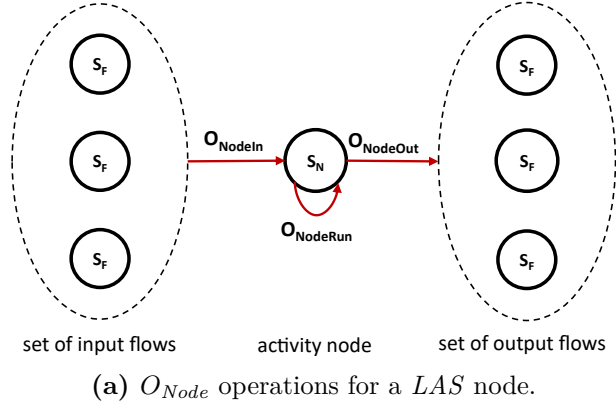 S_F S_F
O_NodeIn O_NodeOut
S_F S_N S_F
O_NodeRun
S_F S_F
set of input flows activity node set of output flows
(a) O_Node operations for a LAS node.